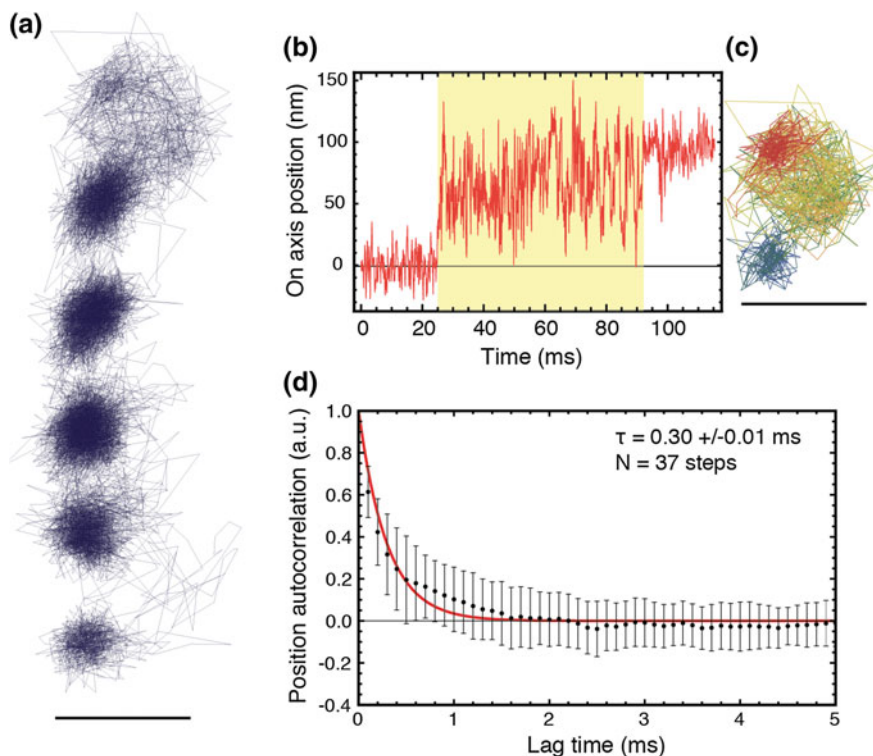 (a)
(b)
On axis position (nm)
150
100
50
0
0 20 40 60 80 100
Time (ms)
(c)
(d)
Position autocorrelation (a.u.)
1.0
0.8
0.6
0.4
0.2
0.0
-0.2
-0.4
τ = 0.30 +/-0.01 ms
N = 37 steps
0 1 2 3 4 5
Lag time (ms)